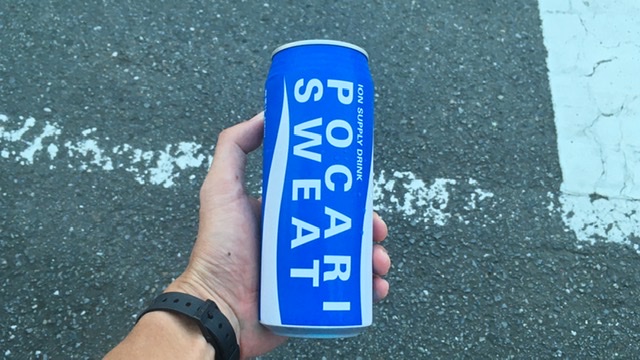 ION SUPPLY DRINK
POCARI
SWEAT